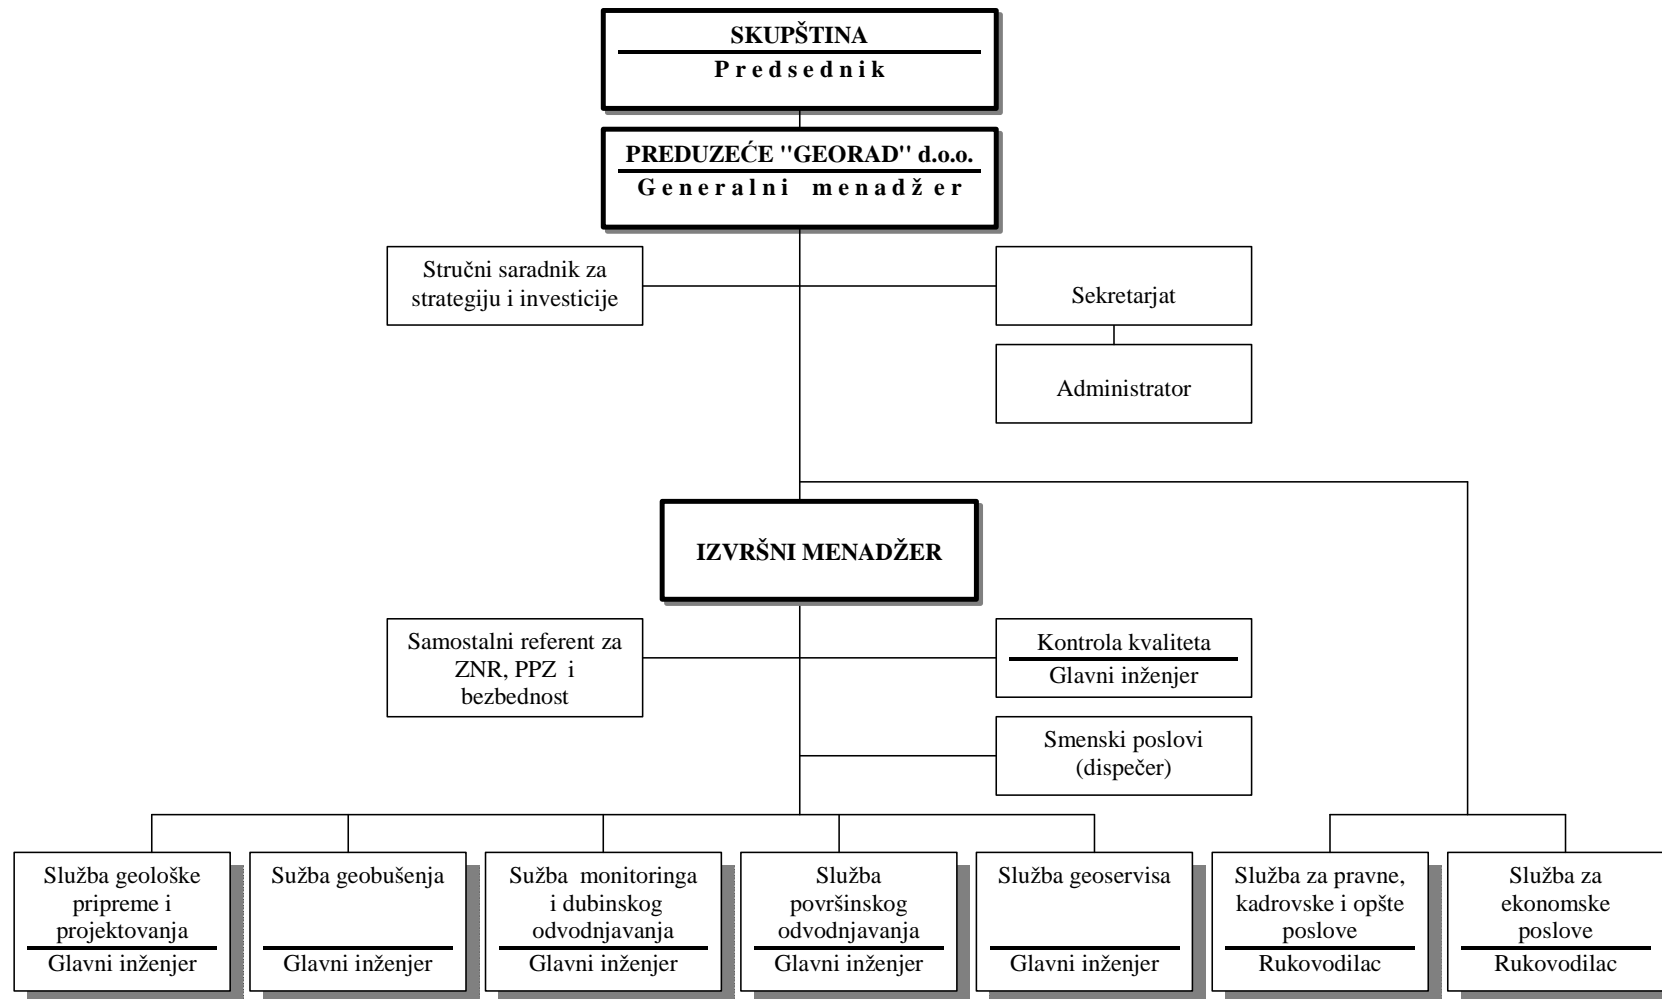 SKUPŠTINA
Predsednik
PREDUZEĆE "GEORAD" d.o.o.
Generalni menadžer
Stručni saradnik za
strategiju i investicije
Sekretarjat
Administrator
IZVRŠNI MENADŽER
Samostalni referent za
ZNR, PPZ i
bezbednost
Kontrola kvaliteta
Glavni inženjer
Smenski poslovi
(dispečer)
Služba geološke
pripreme i
projektovanja
Glavni inženjer
Sužba geobušenja
Glavni inženjer
Sužba monitoringa
i dubinskog
odvodnjavanja
Glavni inženjer
Služba
površinskog
odvodnjavanja
Glavni inženjer
Služba geoservisa
Glavni inženjer
Služba za pravne,
kadrovske i opšte
poslove
Rukovodilac
Služba za
ekonomske
poslove
Rukovodilac